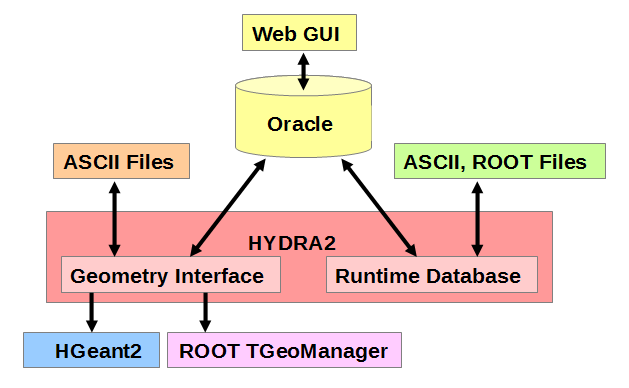 Web GUI
Oracle
ASCII Files
ASCII, ROOT Files
HYDRA2
Geometry Interface
Runtime Database
HGeant2
ROOT TGeoManager